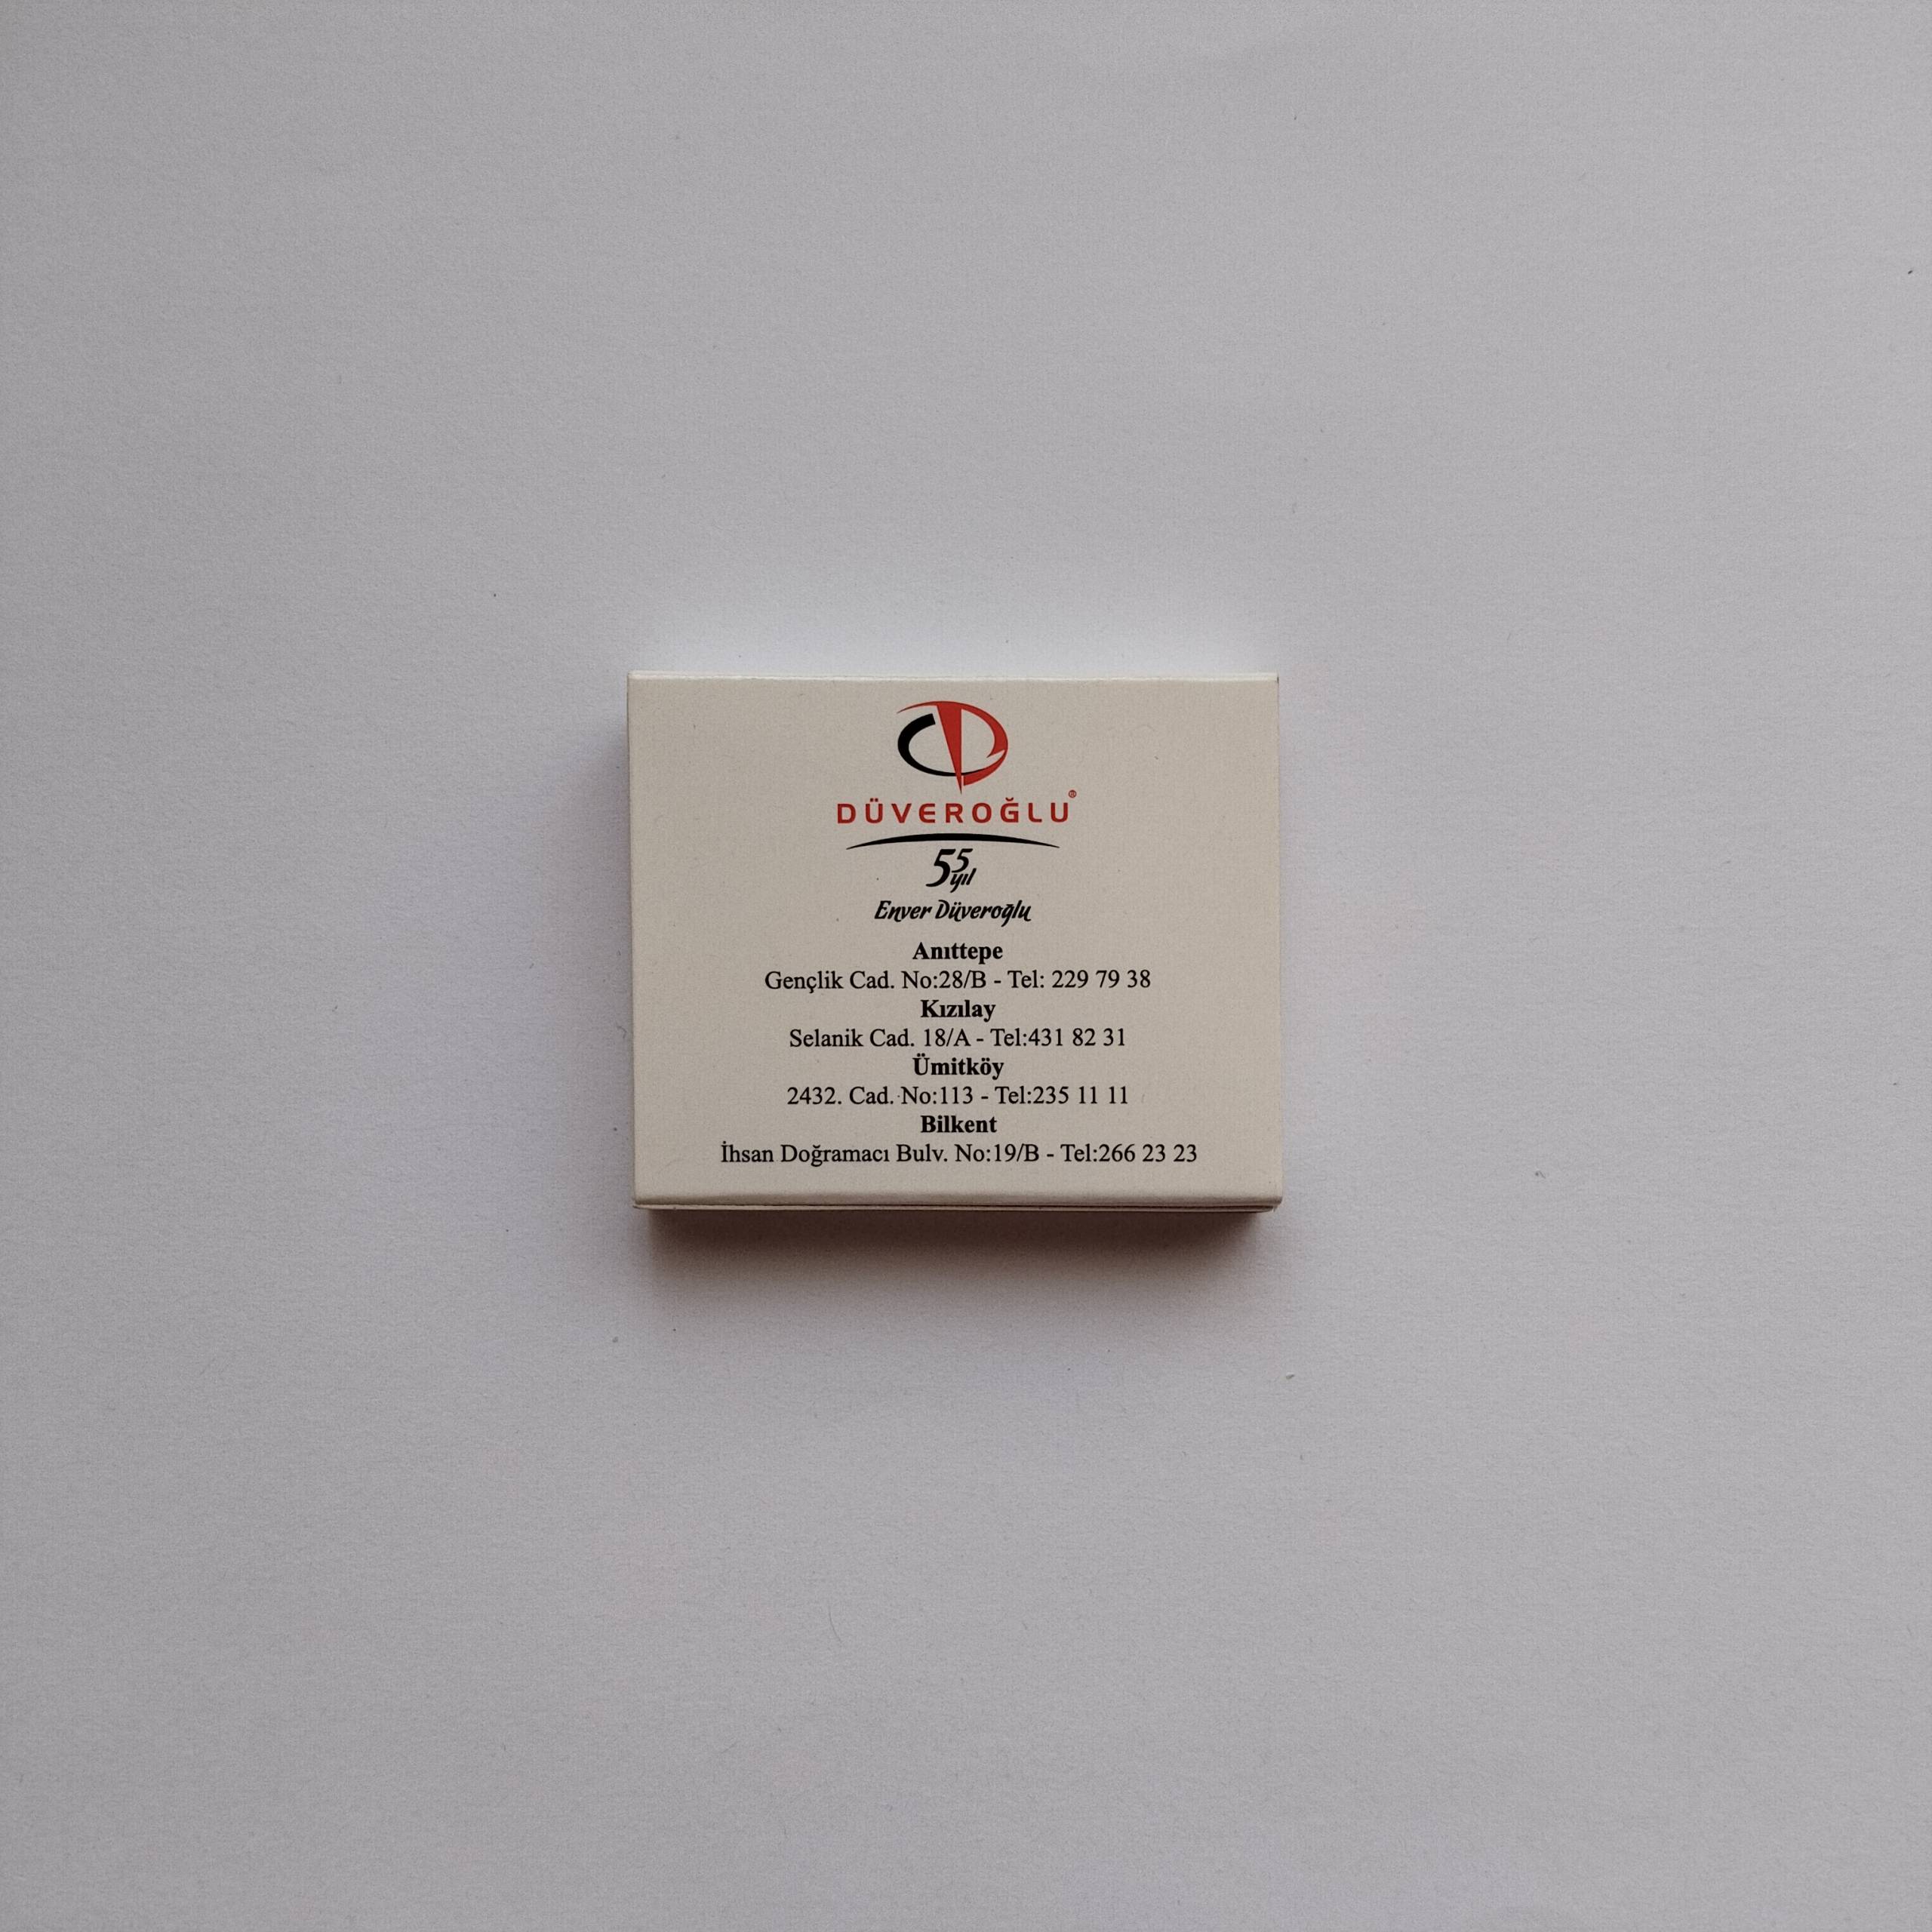 DÜVEROĞLU®
55 yıl
Enver Düveroğlu
Anıttepe
Gençlik Cad. No:28/B - Tel: 229 79 38
Kızılay
Selanik Cad. 18/A - Tel:431 82 31
Ümitköy
2432. Cad. No:113 - Tel:235 11 11
Bilkent
İhsan Doğramacı Bulv. No:19/B - Tel:266 23 23